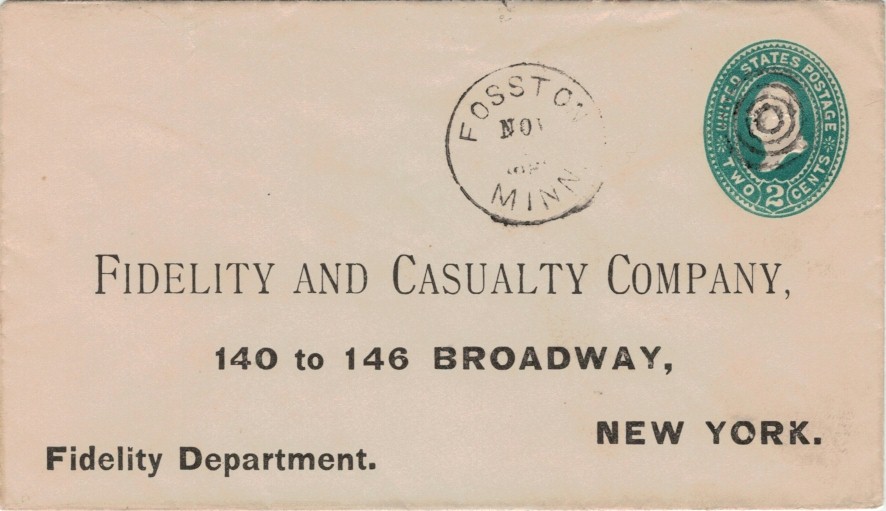 FOSSTON
NOV
MINN.
UNITED STATES POSTAGE
TWO 2 CENTS
FIDELITY AND CASUALTY COMPANY,
140 to 146 BROADWAY,
NEW YORK.
Fidelity Department.